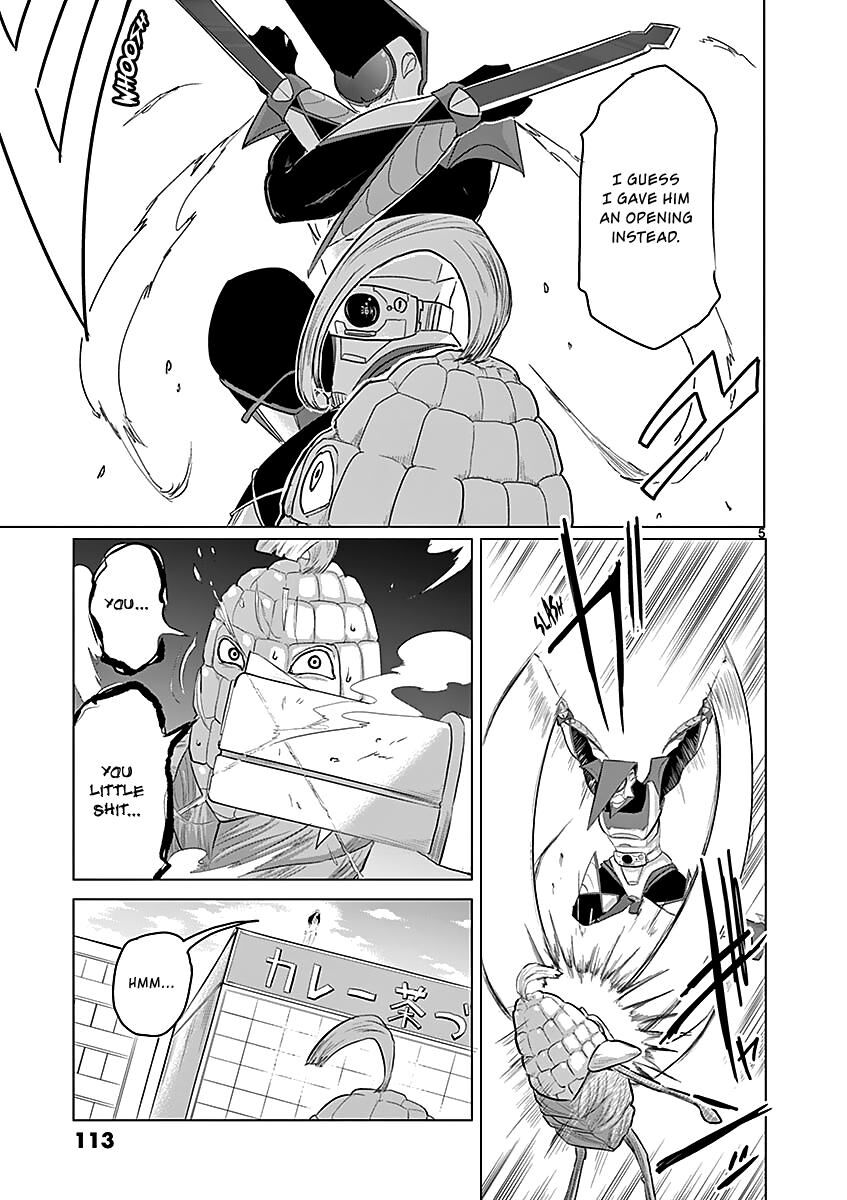 WHOOSH
I GUESS
I GAVE HIM
AN OPENING
INSTEAD.
5
SLASH
YOU...
YOU
LITTLE
SHIT...
HMM...
カレー茶づ
113